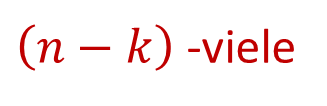 (n − k) -viele